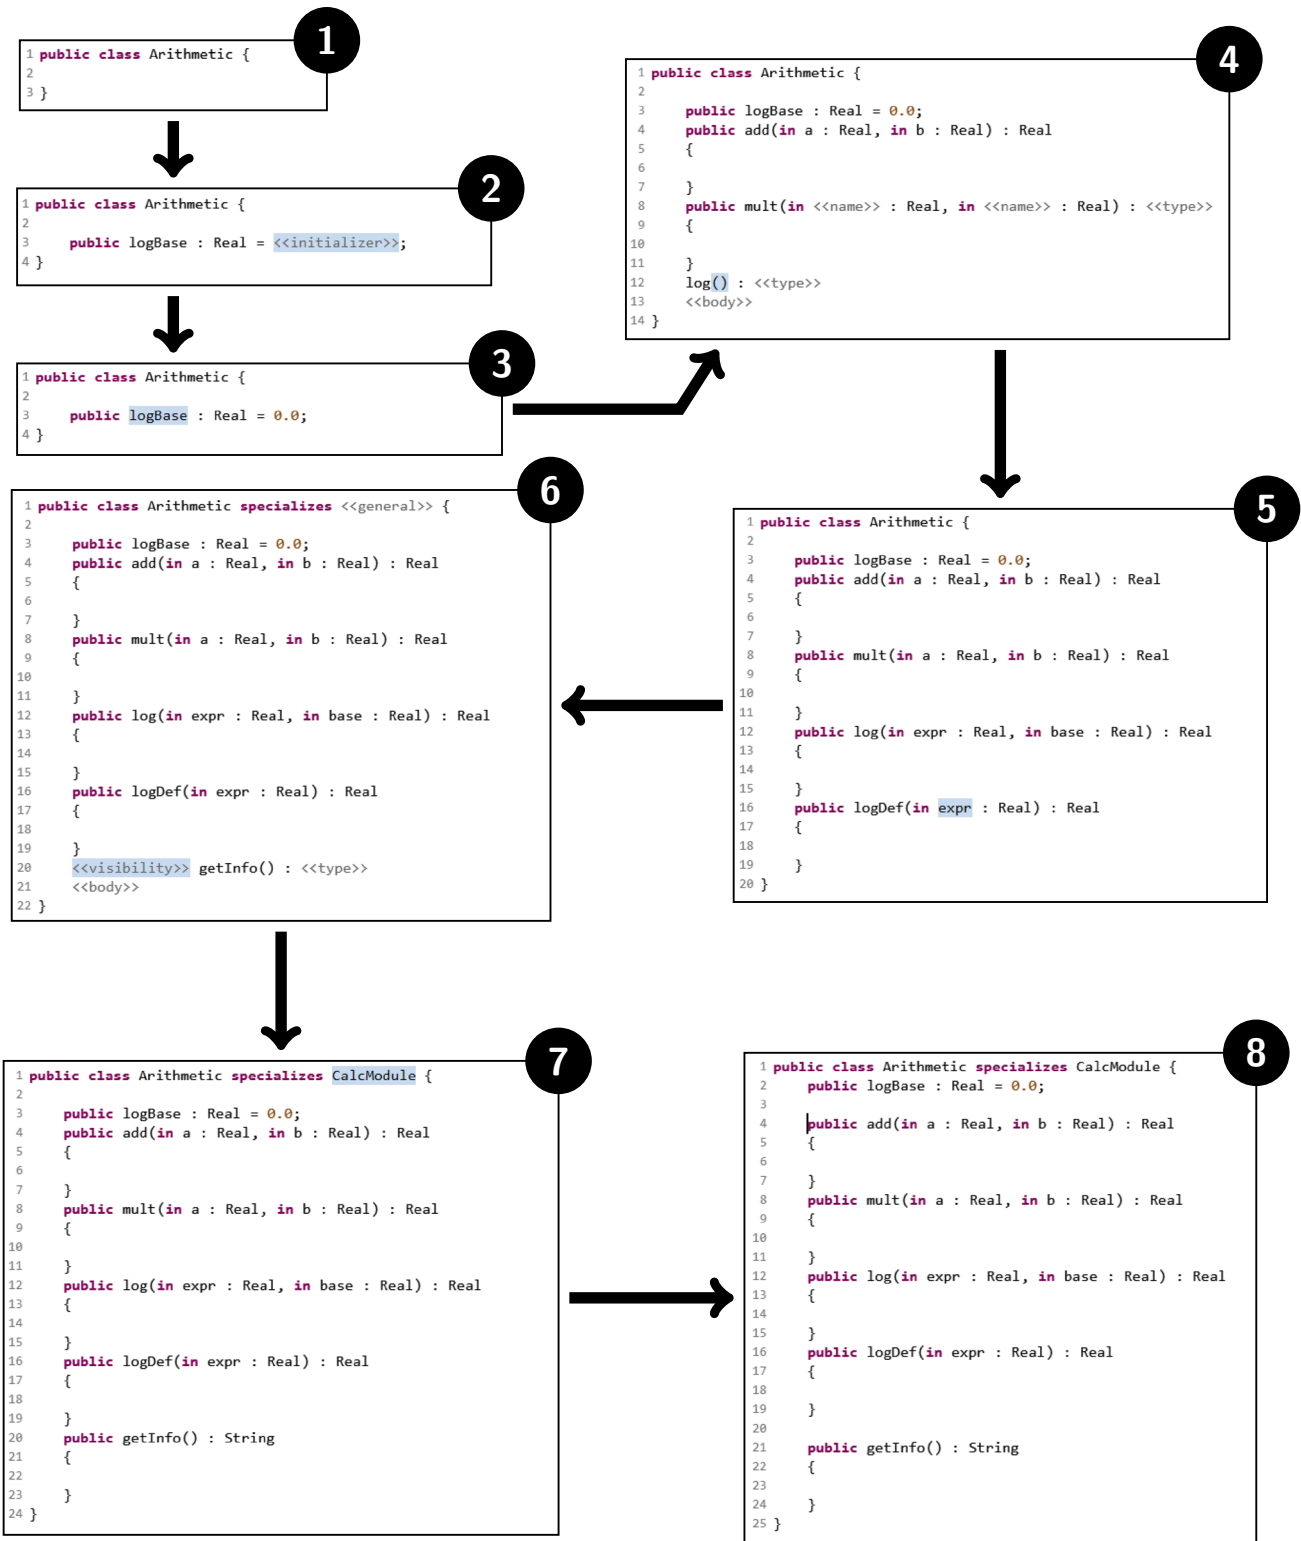 1
1 public class Arithmetic {
2
3 }
2
1 public class Arithmetic {
2
3     public logBase : Real = <<initializer>>;
4 }
3
1 public class Arithmetic {
2
3     public logBase : Real = 0.0;
4 }
4
1 public class Arithmetic {
2
3     public logBase : Real = 0.0;
4     public add(in a : Real, in b : Real) : Real
5     {
6
7     }
8     public mult(in <<name>> : Real, in <<name>> : Real) : <<type>>
9     {
10
11     }
12     log() : <<type>>
13     <<body>>
14 }
5
1 public class Arithmetic {
2
3     public logBase : Real = 0.0;
4     public add(in a : Real, in b : Real) : Real
5     {
6
7     }
8     public mult(in a : Real, in b : Real) : Real
9     {
10
11     }
12     public log(in expr : Real, in base : Real) : Real
13     {
14
15     }
16     public logDef(in expr : Real) : Real
17     {
18
19     }
20 }
6
1 public class Arithmetic specializes <<general>> {
2
3     public logBase : Real = 0.0;
4     public add(in a : Real, in b : Real) : Real
5     {
6
7     }
8     public mult(in a : Real, in b : Real) : Real
9     {
10
11     }
12     public log(in expr : Real, in base : Real) : Real
13     {
14
15     }
16     public logDef(in expr : Real) : Real
17     {
18
19     }
20     <<visibility>> getInfo() : <<type>>
21     <<body>>
22 }
7
1 public class Arithmetic specializes CalcModule {
2
3     public logBase : Real = 0.0;
4     public add(in a : Real, in b : Real) : Real
5     {
6
7     }
8     public mult(in a : Real, in b : Real) : Real
9     {
10
11     }
12     public log(in expr : Real, in base : Real) : Real
13     {
14
15     }
16     public logDef(in expr : Real) : Real
17     {
18
19     }
20     public getInfo() : String
21     {
22
23     }
24 }
8
1 public class Arithmetic specializes CalcModule {
2     public logBase : Real = 0.0;
3
4     public add(in a : Real, in b : Real) : Real
5     {
6
7     }
8     public mult(in a : Real, in b : Real) : Real
9     {
10
11     }
12     public log(in expr : Real, in base : Real) : Real
13     {
14
15     }
16     public logDef(in expr : Real) : Real
17     {
18
19     }
20
21     public getInfo() : String
22     {
23
24     }
25 }